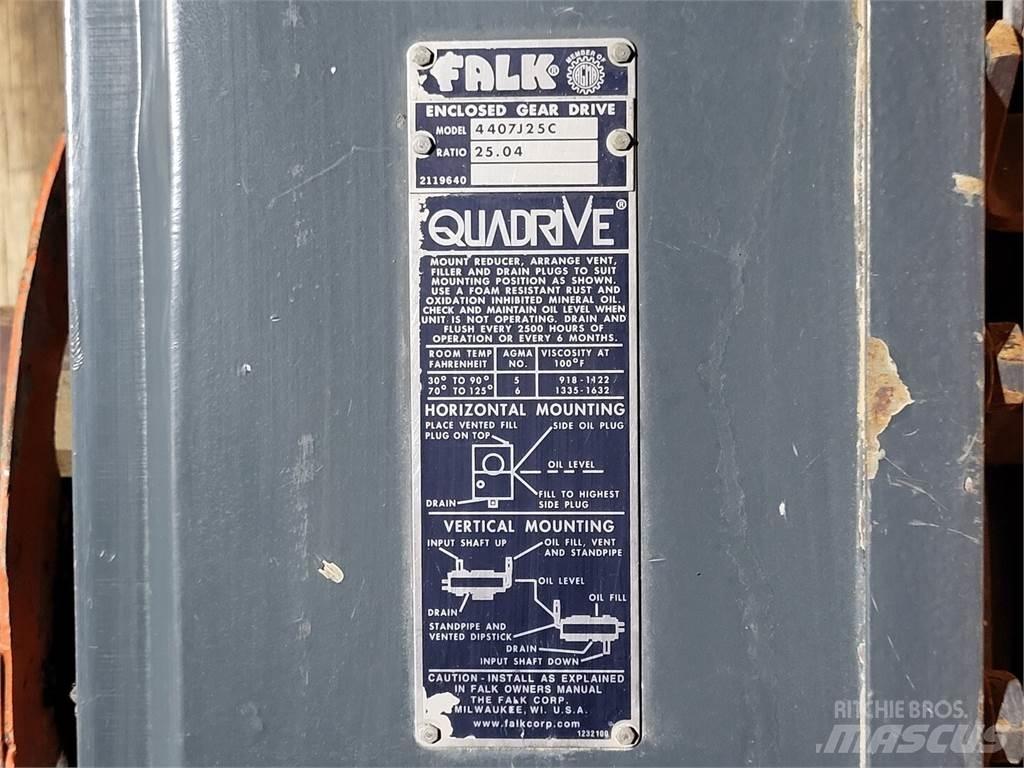 FALK®
MEMBER OF
AGMA
ENCLOSED GEAR DRIVE
MODEL 4407J25C
RATIO 25.04
2119640
QUADRIVE®
MOUNT REDUCER, ARRANGE VENT,
FILLER AND DRAIN PLUGS TO SUIT
MOUNTING POSITION AS SHOWN.
USE A FOAM RESISTANT RUST AND
OXIDATION INHIBITED MINERAL OIL.
CHECK AND MAINTAIN OIL LEVEL WHEN
UNIT IS NOT OPERATING. DRAIN AND
FLUSH EVERY 2500 HOURS OF
OPERATION OR EVERY 6 MONTHS.
ROOM TEMP AGMA VISCOSITY AT
FAHRENHEIT NO. 100°F
30° TO 90° 5 918-1122
70° TO 125° 6 1335-1632
HORIZONTAL MOUNTING
PLACE VENTED FILL SIDE OIL PLUG
PLUG ON TOP
OIL LEVEL
FILL TO HIGHEST
DRAIN SIDE PLUG
VERTICAL MOUNTING
INPUT SHAFT UP OIL FILL, VENT
AND STANDPIPE
OIL LEVEL
OIL FILL
DRAIN
STANDPIPE AND
VENTED DIPSTICK
DRAIN
INPUT SHAFT DOWN
CAUTION - INSTALL AS EXPLAINED
IN FALK OWNERS MANUAL
THE FALK CORP.
MILWAUKEE, WI. U.S.A.
www.falkcorp.com
1232100
RITCHIE BROS.
MASCUS